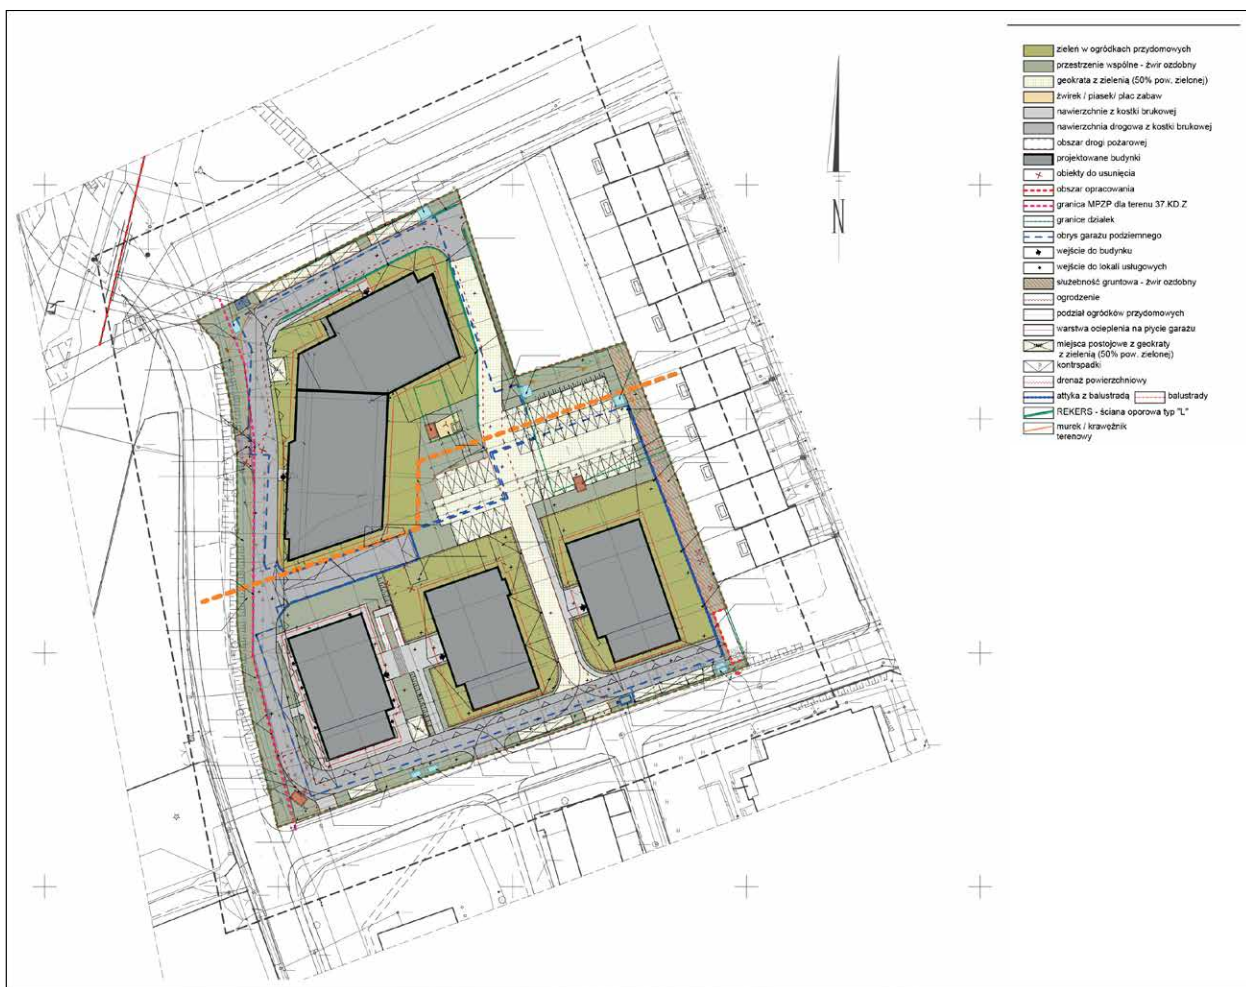 zieleń w ogródkach przydomowych
przestrzenie wspólne - żwir ozdobny
geokrata z zielenią (50% pow. zielonej)
żwirek / piasek/ plac zabaw
nawierzchnie z kostki brukowej
nawierzchnia drogowa z kostki brukowej
obszar drogi pożarowej
projektowane budynki
obiekty do usunięcia
obszar opracowania
granica MPZP dla terenu 37.KD Z
granice działek
obrys garażu podziemnego
wejście do budynku
wejście do lokali usługowych
służebność gruntowa - żwir ozdobny
ogrodzenie
podział ogródków przydomowych
warstwa ocieplenia na płycie garażu
miejsca postojowe z geokraty
z zielenią (50% pow. zielonej)
kontrspadki
drenaż powierzchniowy
attyka z balustradą balustrady
REKERS - ściana oporowa typ "L"
murek / krawężnik
terenowy
N